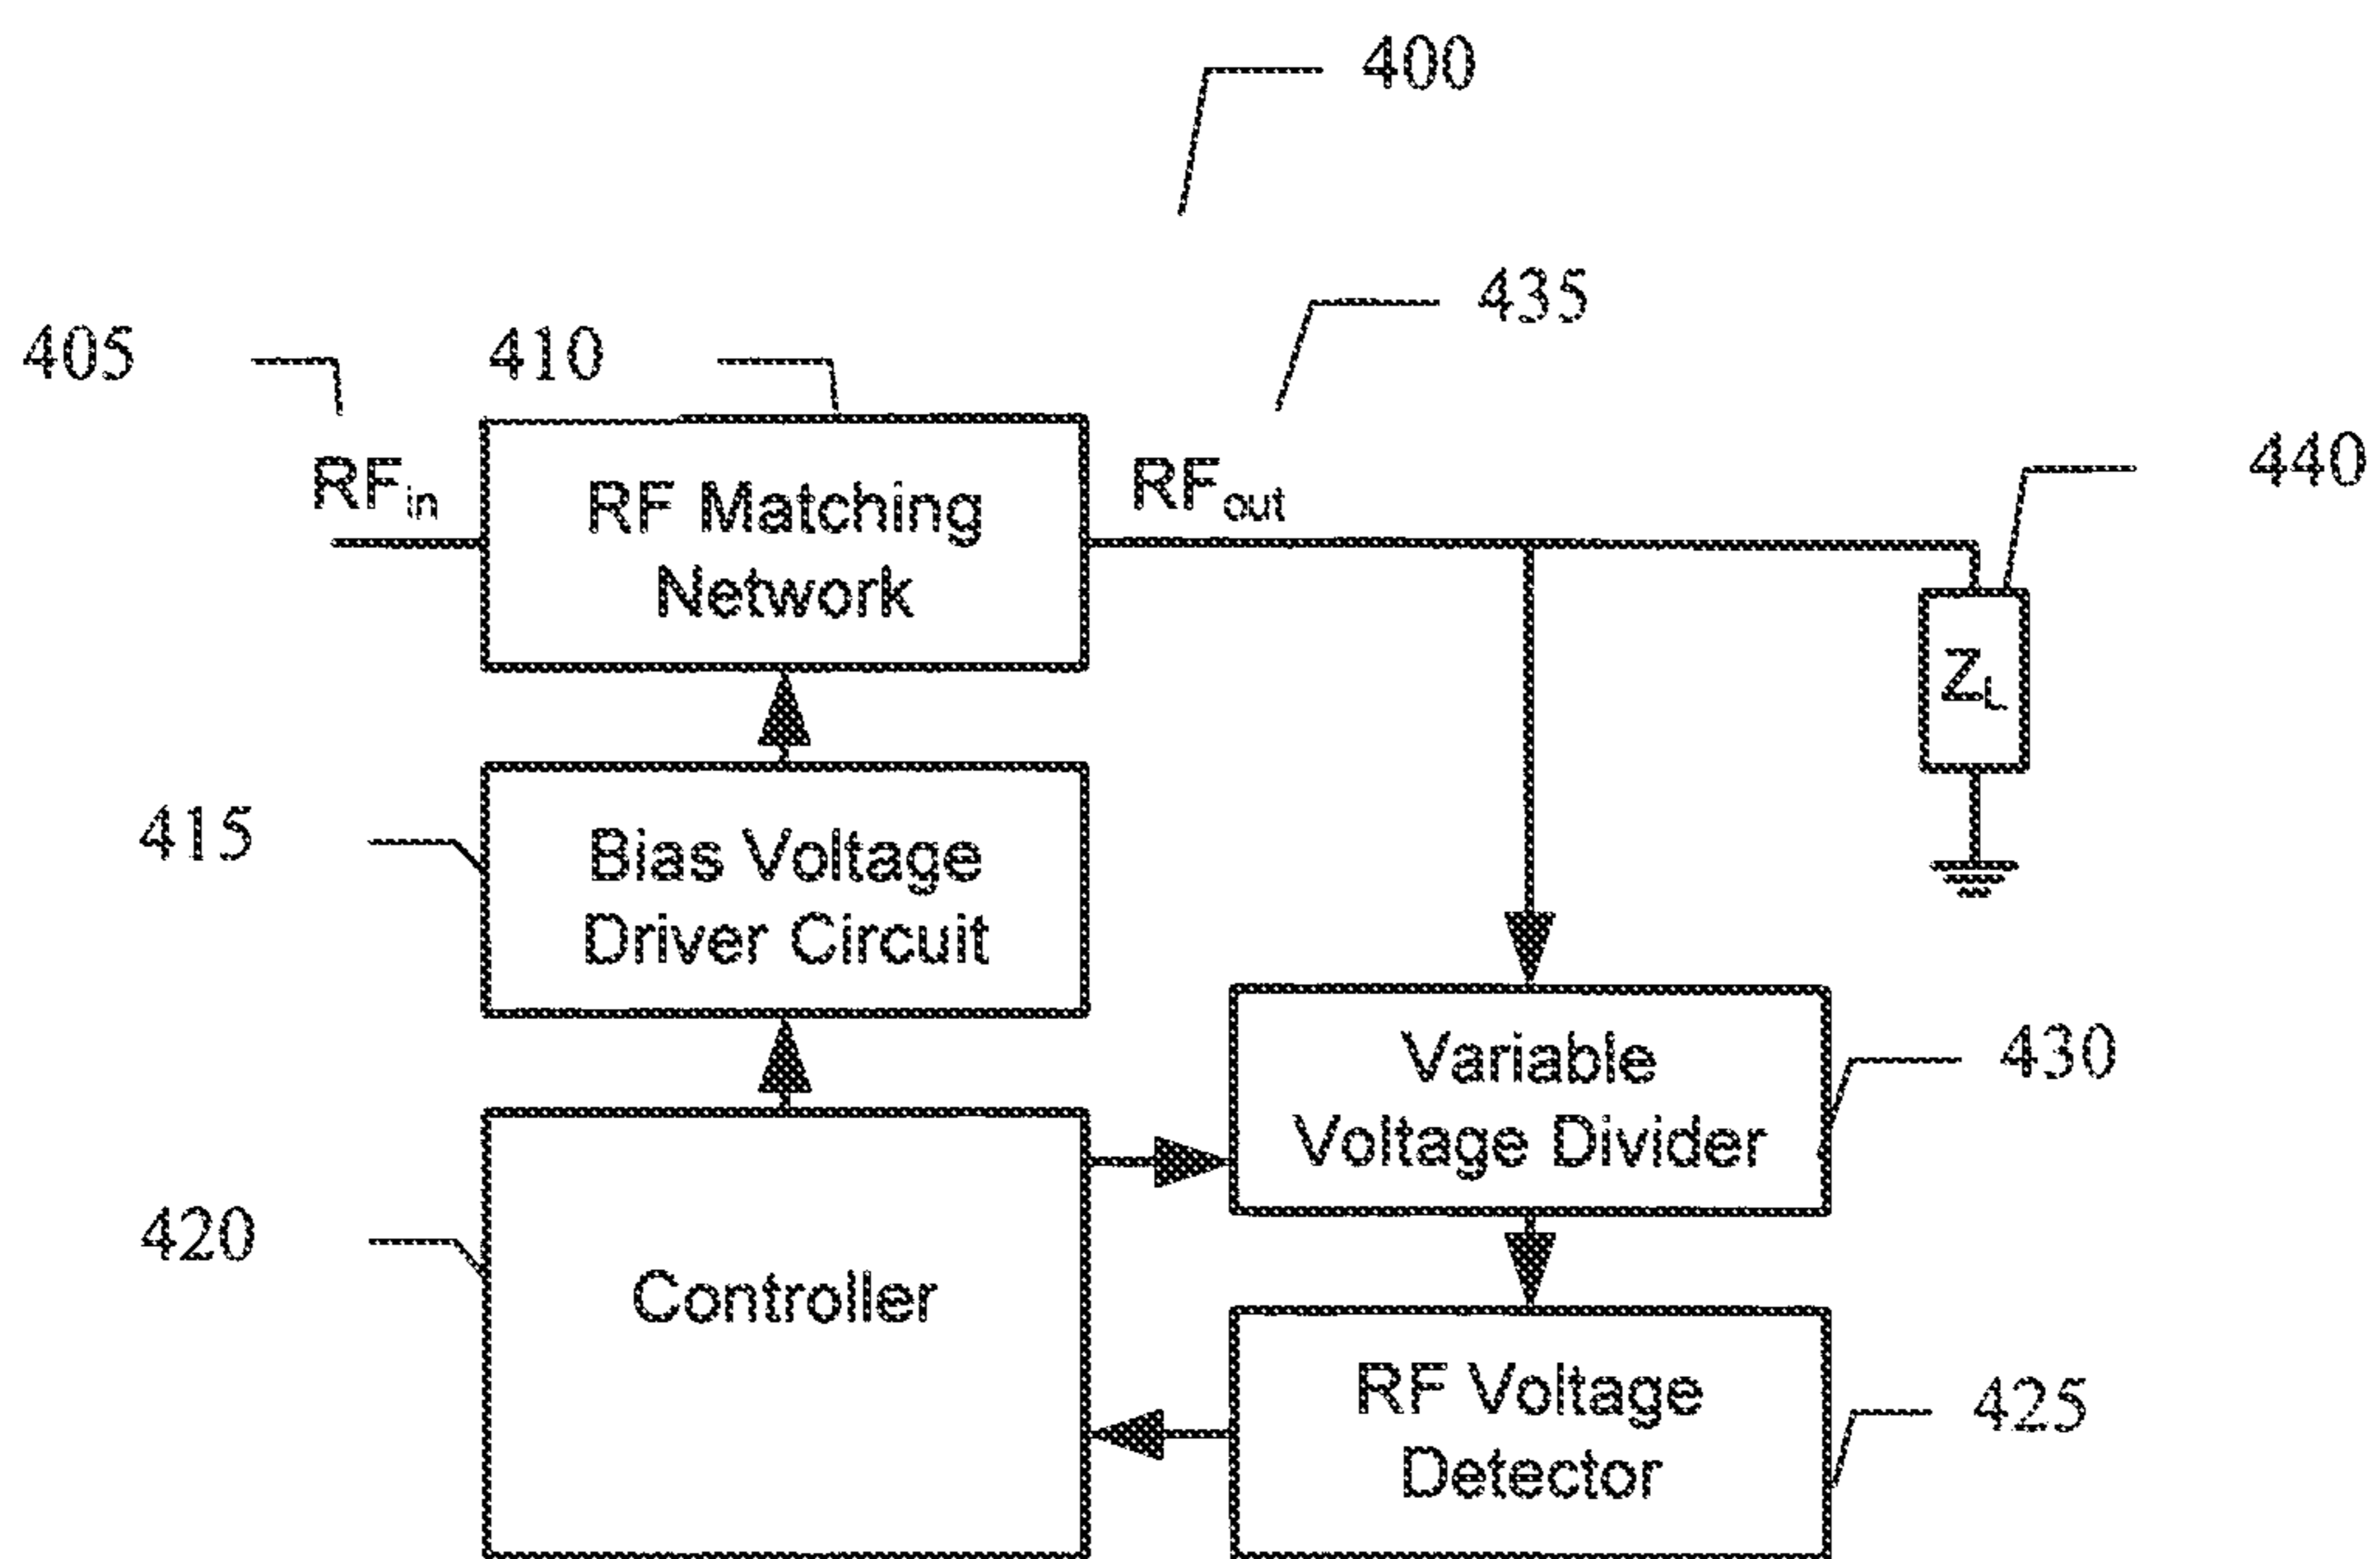 400
435
405
410
440
RFin
RF Matching
Network
RFout
ZL
415
Bias Voltage
Driver Circuit
Variable
Voltage Divider
430
420
Controller
RF Voltage
Detector
425